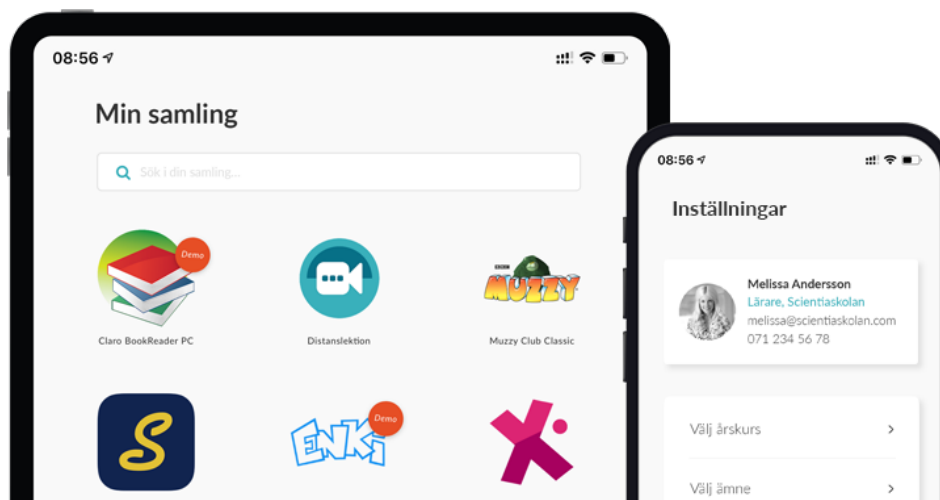 08:56
Min samling
Sök i din samling...
Demo
Claro BookReader PC
Distanslektion
BBC
MUZZY
Muzzy Club Classic
S
Demo
ENKi
08:56
Inställningar
Melissa Andersson
Lärare, Scientiaskolan
melissa@scientiaskolan.com
071 234 56 78
Välj årskurs
Välj ämne